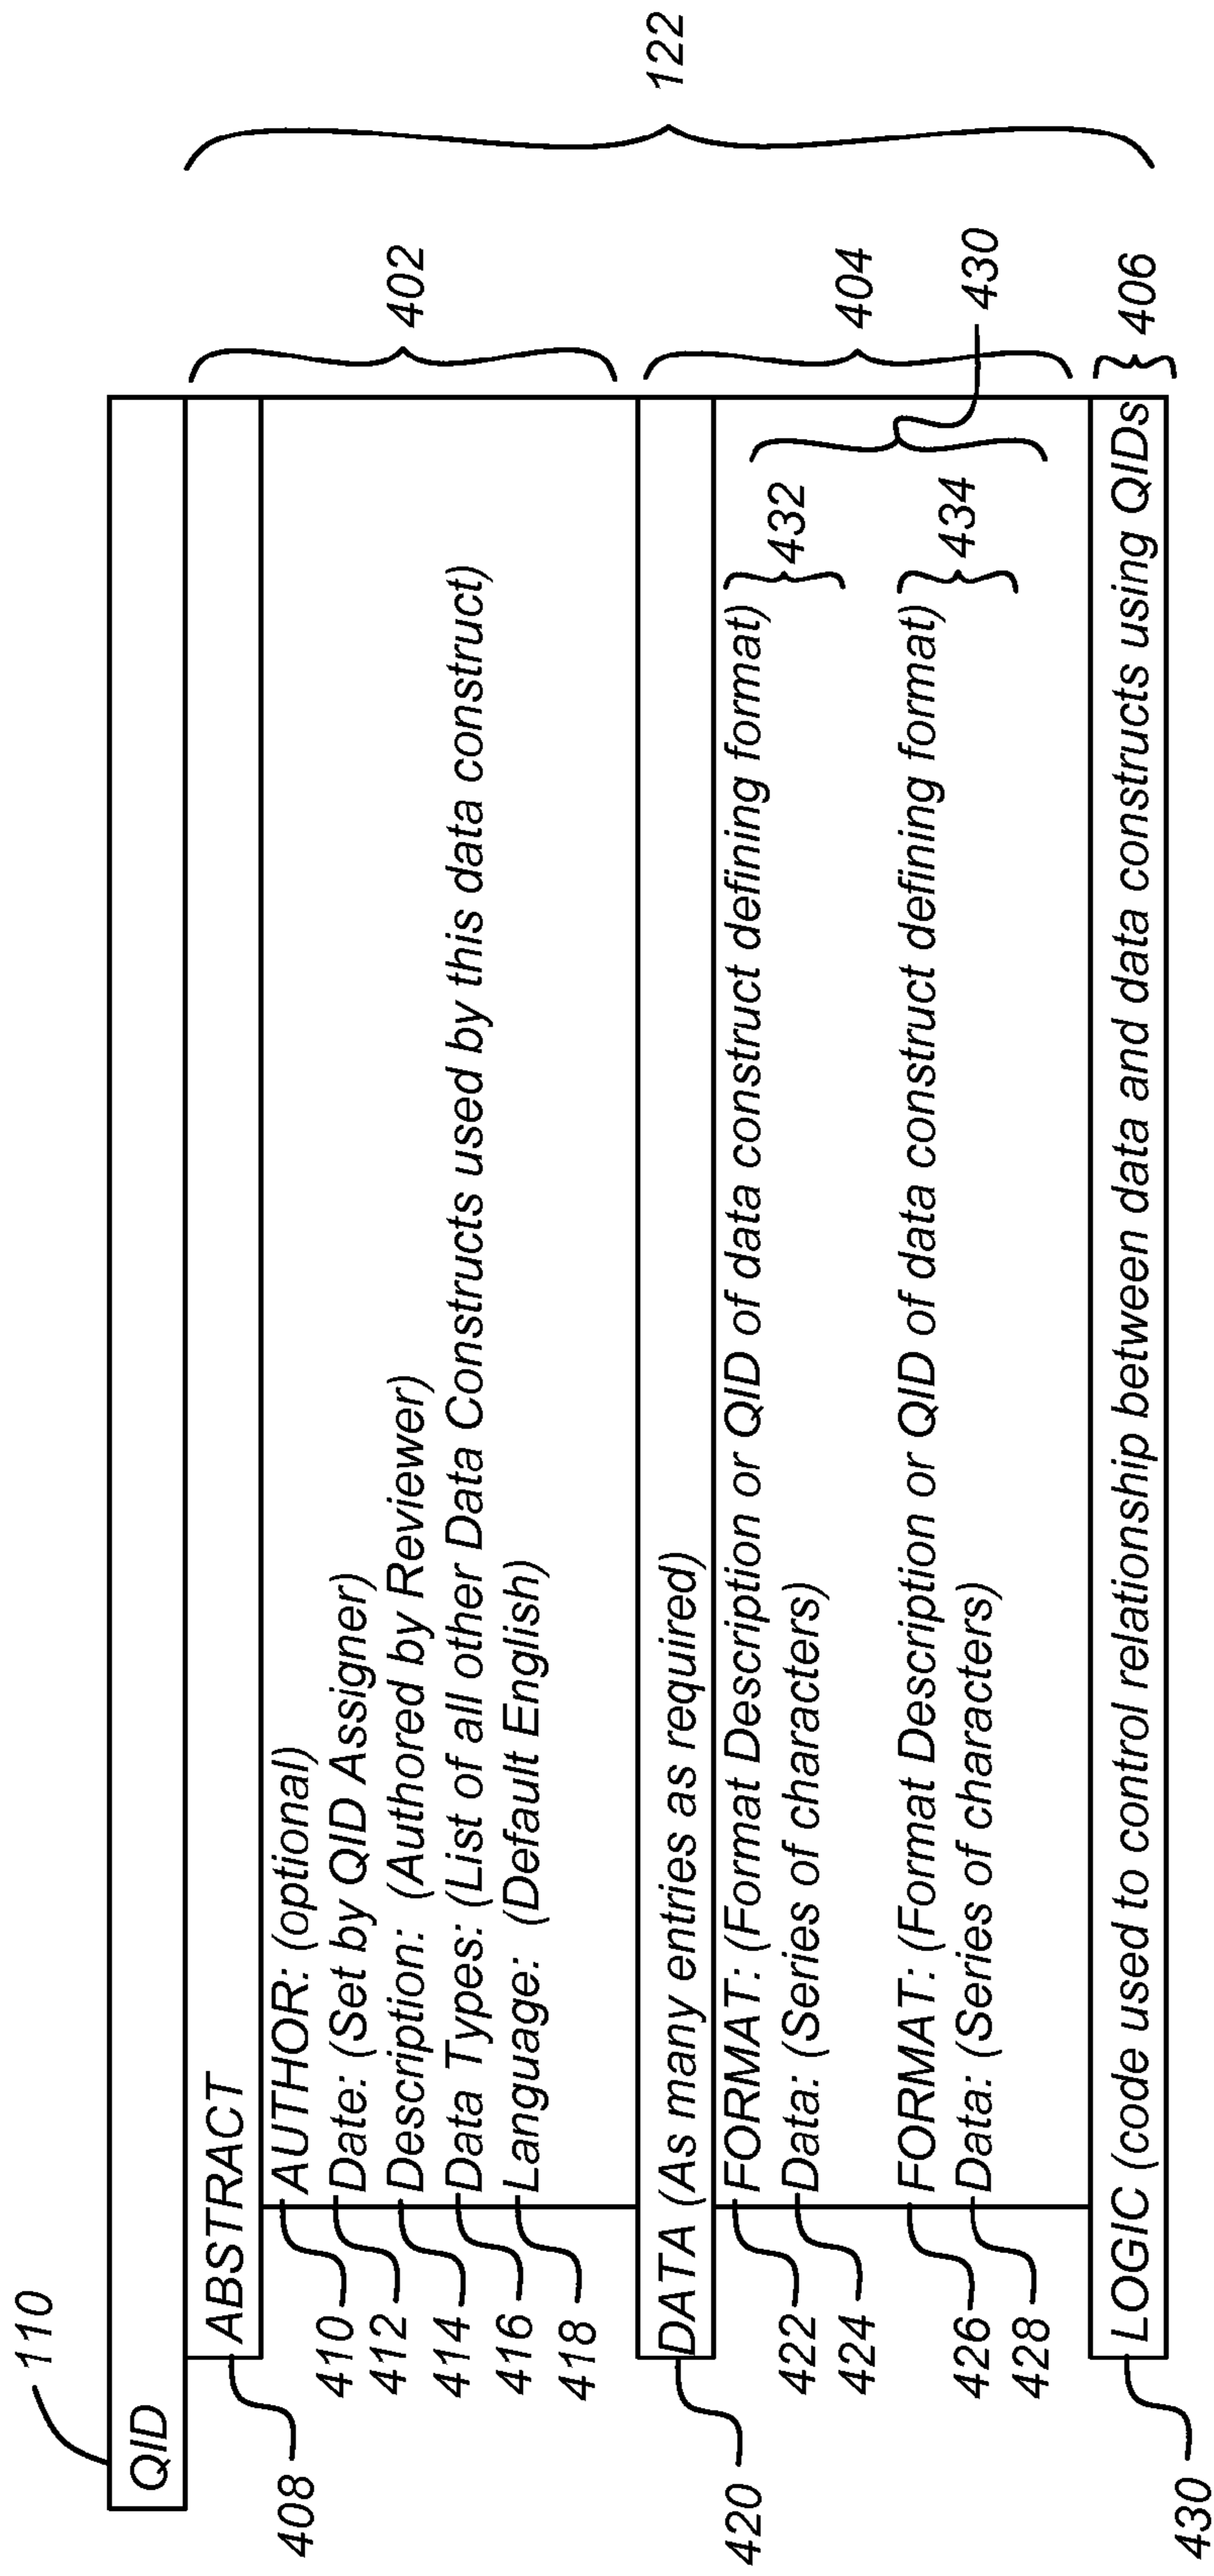 110
QID
ABSTRACT
408
AUTHOR: (optional)
410
Date: (Set by QID Assigner)
412
Description: (Authored by Reviewer)
414
Data Types: (List of all other Data Constructs used by this data construct)
416
Language: (Default English)
418
402
122
DATA (As many entries as required)
420
FORMAT: (Format Description or QID of data construct defining format)
422
Data: (Series of characters)
424
432
FORMAT: (Format Description or QID of data construct defining format)
426
Data: (Series of characters)
428
434
404
430
LOGIC (code used to control relationship between data and data constructs using QIDs
406
430